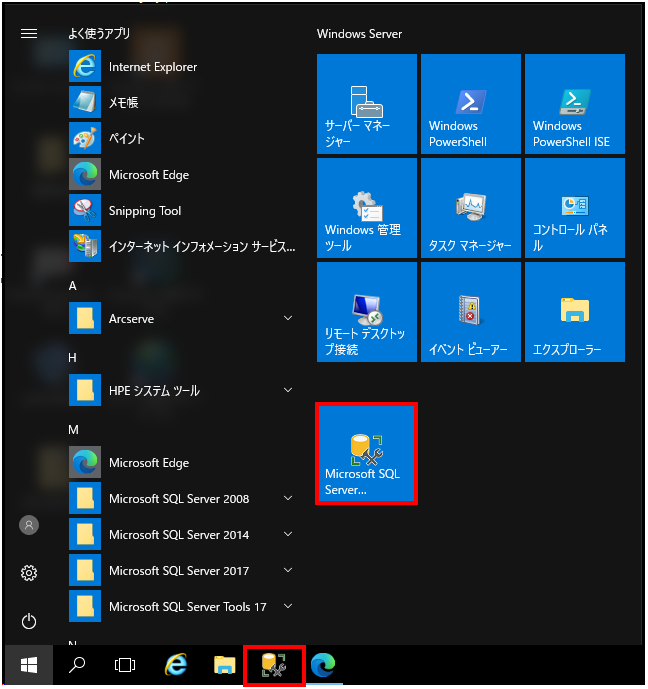 よく使うアプリ
Internet Explorer
メモ帳
ペイント
Microsoft Edge
Snipping Tool
インターネット インフォメーション サービス...
A
Arcserve
H
HPE システム ツール
M
Microsoft Edge
Microsoft SQL Server 2008
Microsoft SQL Server 2014
Microsoft SQL Server 2017
Microsoft SQL Server Tools 17
Windows Server
サーバー マネー
ジャー
Windows
PowerShell
Windows
PowerShell ISE
Windows 管理
ツール
タスク マネージャー
コントロール パネ
ル
リモート デスクトッ
プ接続
イベント ビューアー
エクスプローラー
Microsoft SQL
Server...